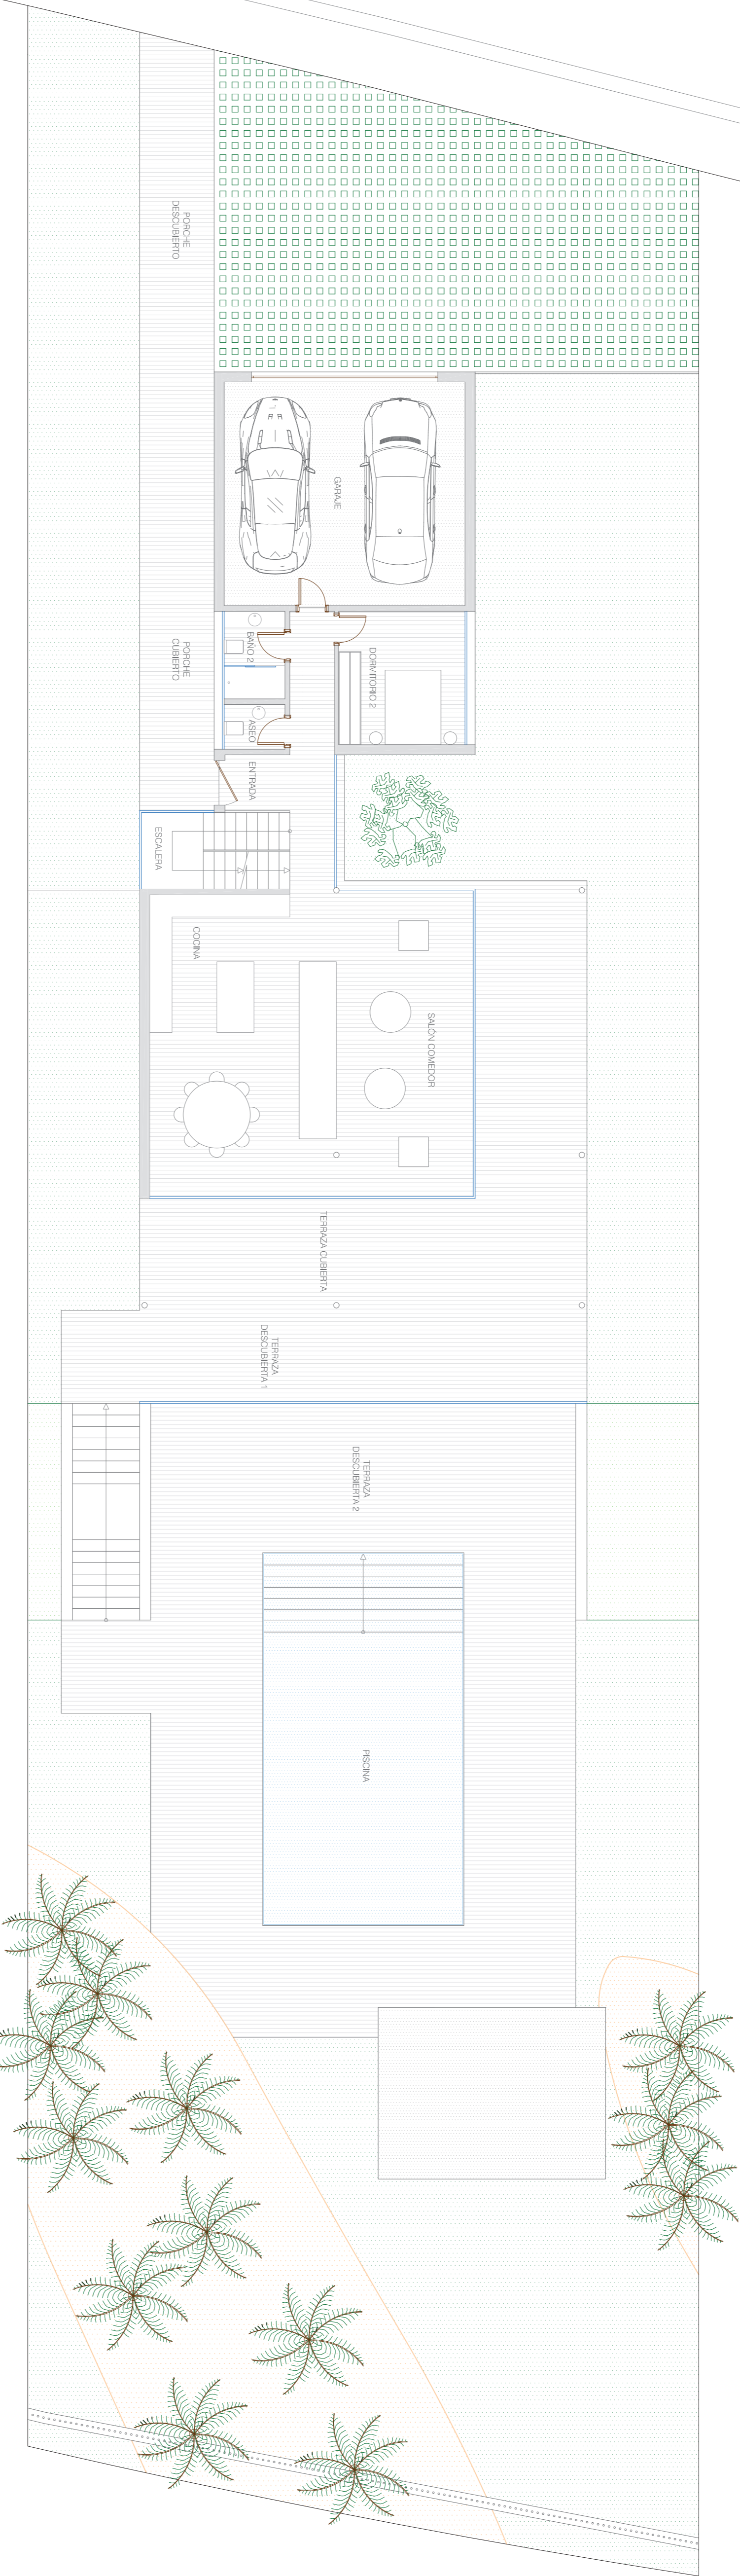 PORCHE
DESCUBIERTO
GARAJE
PORCHE
CUBIERTO
BAÑO 2
DORMITORIO 2
ASEO
ENTRADA
ESCALERA
COCINA
SALÓN COMEDOR
TERRAZA CUBIERTA
TERRAZA
DESCUBIERTA 1
TERRAZA
DESCUBIERTA 2
PISCINA